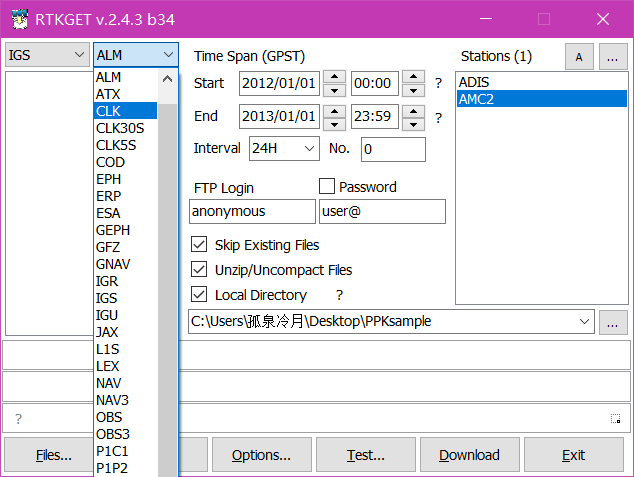 RTKGET v.2.4.3 b34
IGS
ALM
Time Span (GPST)
Stations (1)
A
...
Start
2012/01/01
00:00
?
End
2013/01/01
23:59
?
Interval
24H
No.
0
FTP Login
Password
anonymous
user@
Skip Existing Files
Unzip/Uncompact Files
Local Directory
?
C:\Users\孤泉冷月\Desktop\PPKsample
...
ADIS
AMC2
ALM
ATX
CLK
CLK30S
CLK5S
COD
EPH
ERP
ESA
GEPH
GFZ
GNAV
IGR
IGS
IGU
JAX
L1S
LEX
NAV
NAV3
OBS
OBS3
P1C1
P1P2
?
Files...
Options...
Test...
Download
Exit